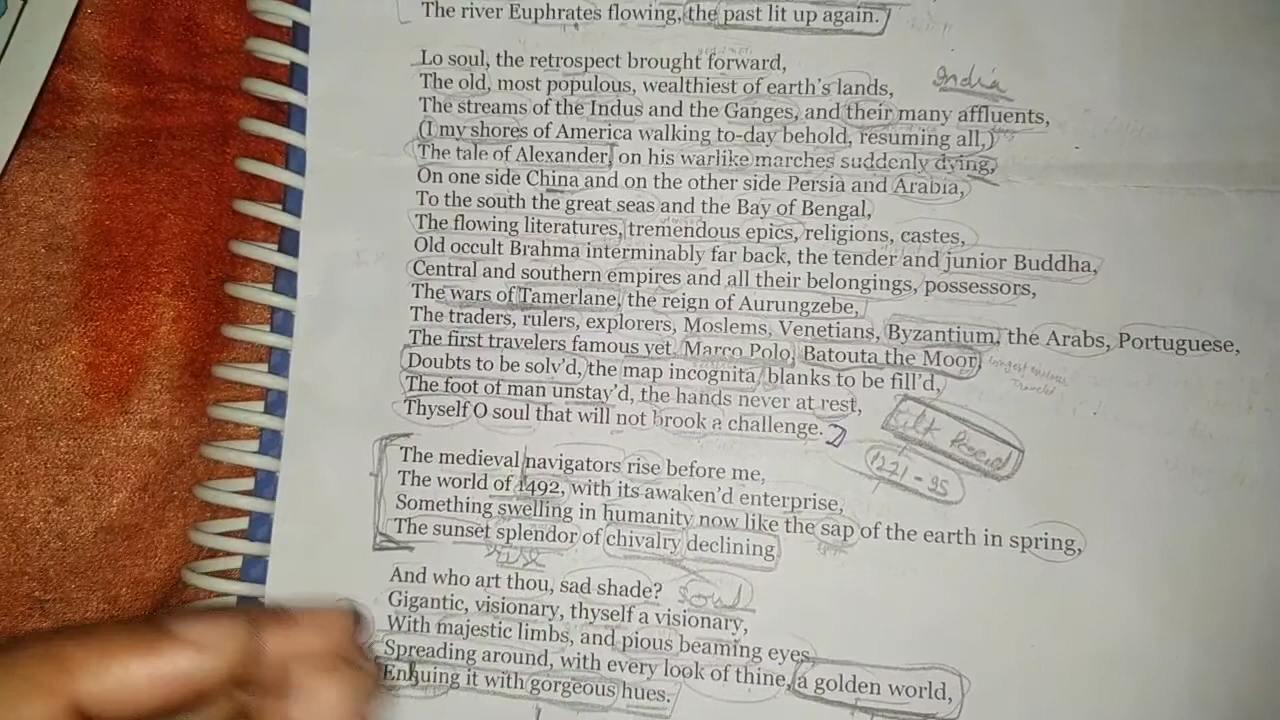 The river Euphrates flowing, the past lit up again.
Lo soul, the retrospect brought forward,
The old, most populous, wealthiest of earth's lands,
India
The streams of the Indus and the Ganges, and their many affluents,
(I my shores of America walking to-day behold, resuming all,)
The tale of Alexander, on his warlike marches suddenly dying,
On one side China and on the other side Persia and Arabia,
To the south the great seas and the Bay of Bengal,
The flowing literatures, tremendous epics, religions, castes,
Old occult Brahma interminably far back, the tender and junior Buddha,
Central and southern empires and all their belongings, possessors,
The wars of Tamerlane, the reign of Aurungzebe,
The traders, rulers, explorers, Moslems, Venetians, Byzantium, the Arabs, Portuguese,
The first travelers famous yet, Marco Polo, Batouta the Moor,
Doubts to be solv'd, the map incognita, blanks to be fill'd,
The foot of man unstay'd, the hands never at rest,
Thyself O soul that will not brook a challenge.
Silk
1271-95
The medieval navigators rise before me,
The world of 1492, with its awaken'd enterprise,
Something swelling in humanity now like the sap of the earth in spring,
The sunset splendor of chivalry declining
And who art thou, sad shade?
Soul
Gigantic, visionary, thyself a visionary,
With majestic limbs, and pious beaming eyes
Spreading around, with every look of thine, a golden world,
Enhuing it with gorgeous hues.